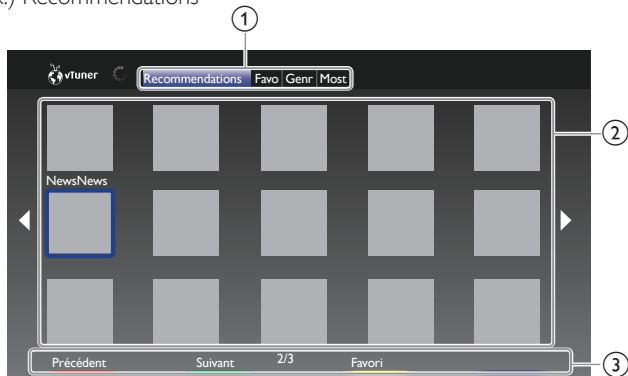 .) Recommendations
1
vTuner Recommendations Favo Genr Most
2
NewsNews
Précédent Suivant 2/3 Favori
3